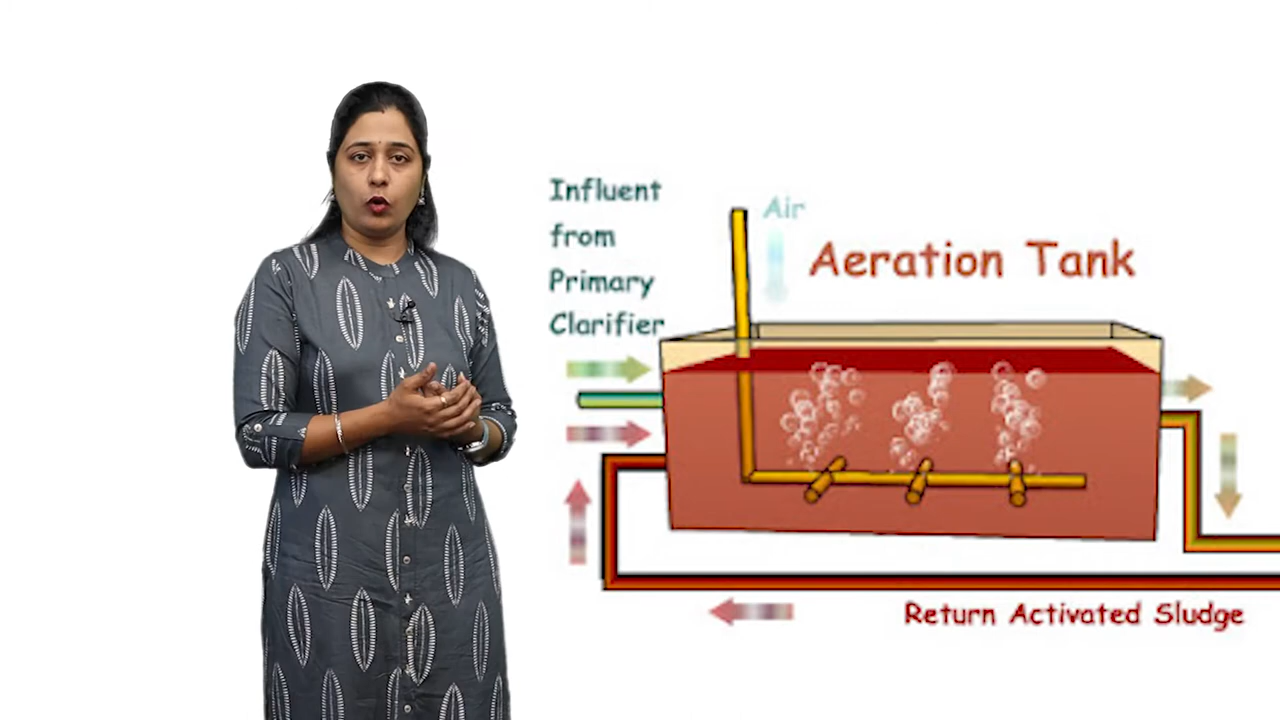 Influent
from
Primary
Clarifier
Air
Aeration Tank
Return Activated Sludge